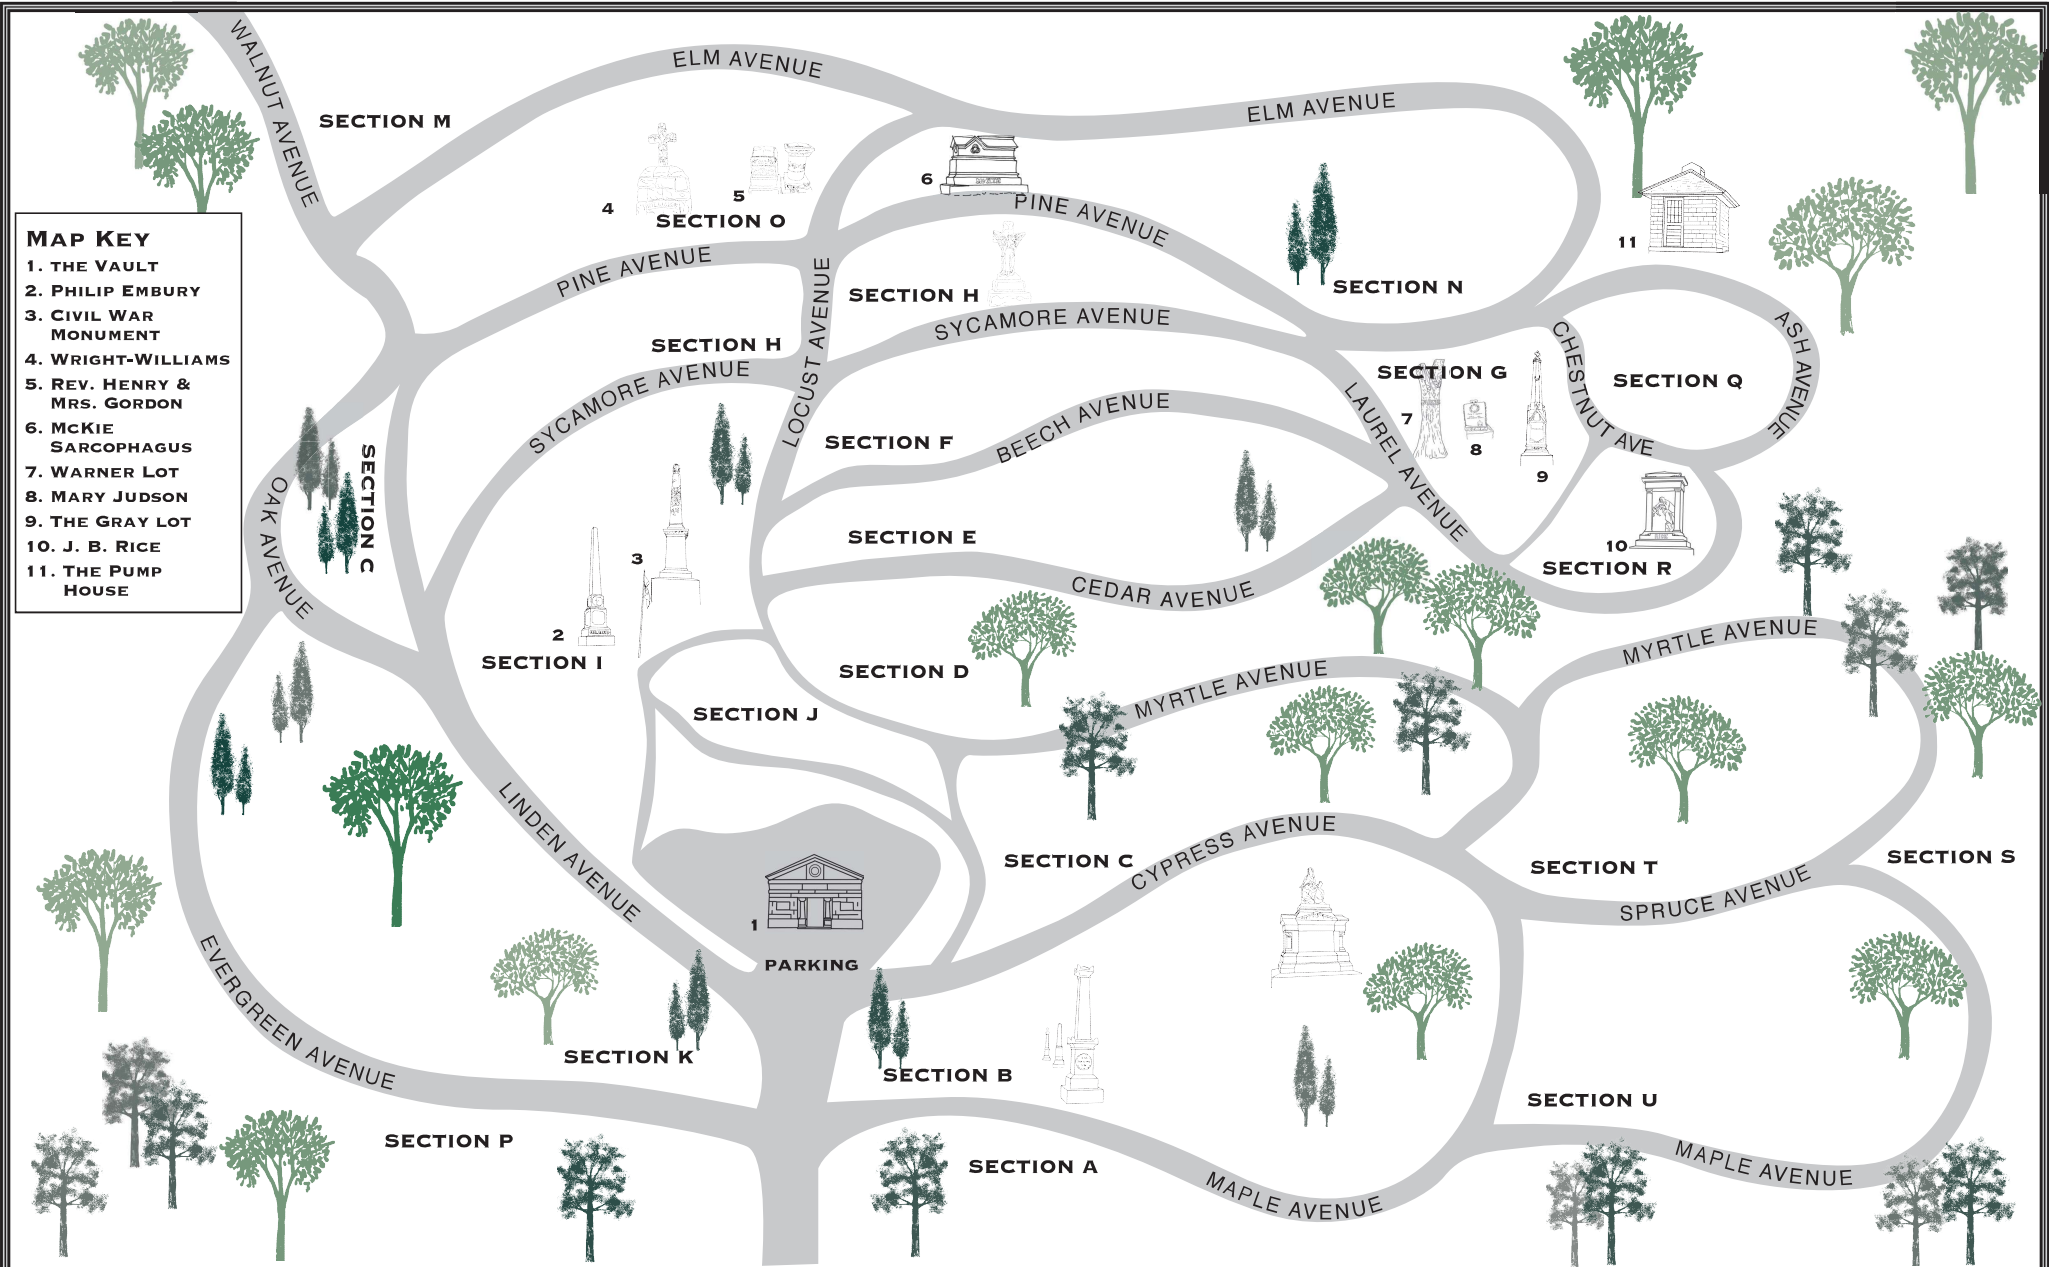 WALNUT AVENUE
ELM AVENUE
ELM AVENUE
SECTION M
4
5
SECTION O
6
PINE AVENUE
11
PINE AVENUE
SECTION H
SECTION N
MAP KEY
1. THE VAULT
2. PHILIP EMBURY
3. CIVIL WAR
MONUMENT
4. WRIGHT-WILLIAMS
5. REV. HENRY &
MRS. GORDON
6. MCKIE
SARCOPHAGUS
7. WARNER LOT
8. MARY JUDSON
9. THE GRAY LOT
10. J. B. RICE
11. THE PUMP
HOUSE
SECTION H
SYCAMORE AVENUE
SYCAMORE AVENUE
LOCUST AVENUE
SECTION G
CHESTNUT AVE
SECTION Q
ASH AVENUE
LAUREL AVENUE
7
8
9
SECTION F
BEECH AVENUE
SECTION C
OAK AVENUE
SECTION E
CEDAR AVENUE
10
SECTION R
3
2
SECTION I
SECTION D
MYRTLE AVENUE
MYRTLE AVENUE
SECTION J
LINDEN AVENUE
SECTION C
CYPRESS AVENUE
SECTION T
SECTION S
SPRUCE AVENUE
1
PARKING
EVERGREEN AVENUE
SECTION K
SECTION B
SECTION U
SECTION P
SECTION A
MAPLE AVENUE
MAPLE AVENUE